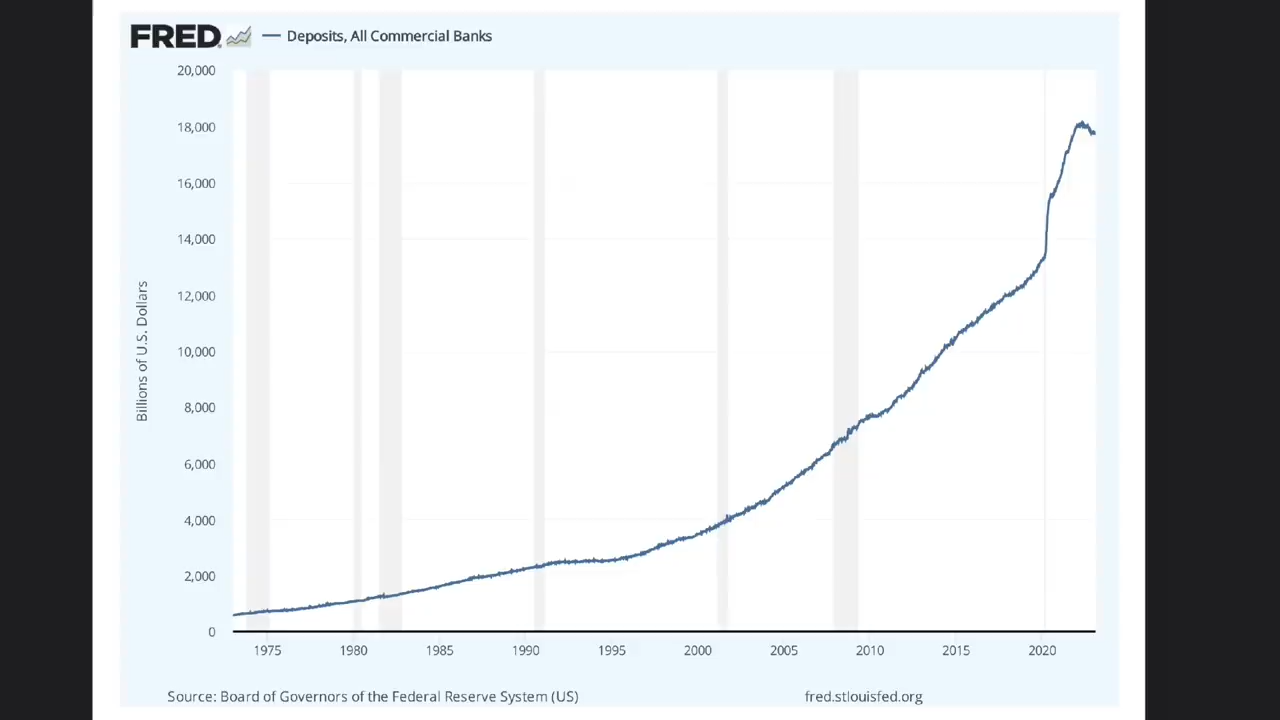 FRED Deposits, All Commercial Banks
20,000
18,000
16,000
14,000
12,000
10,000
8,000
6,000
4,000
2,000
0
Billions of U.S. Dollars
1975 1980 1985 1990 1995 2000 2005 2010 2015 2020
Source: Board of Governors of the Federal Reserve System (US) fred.stlouisfed.org